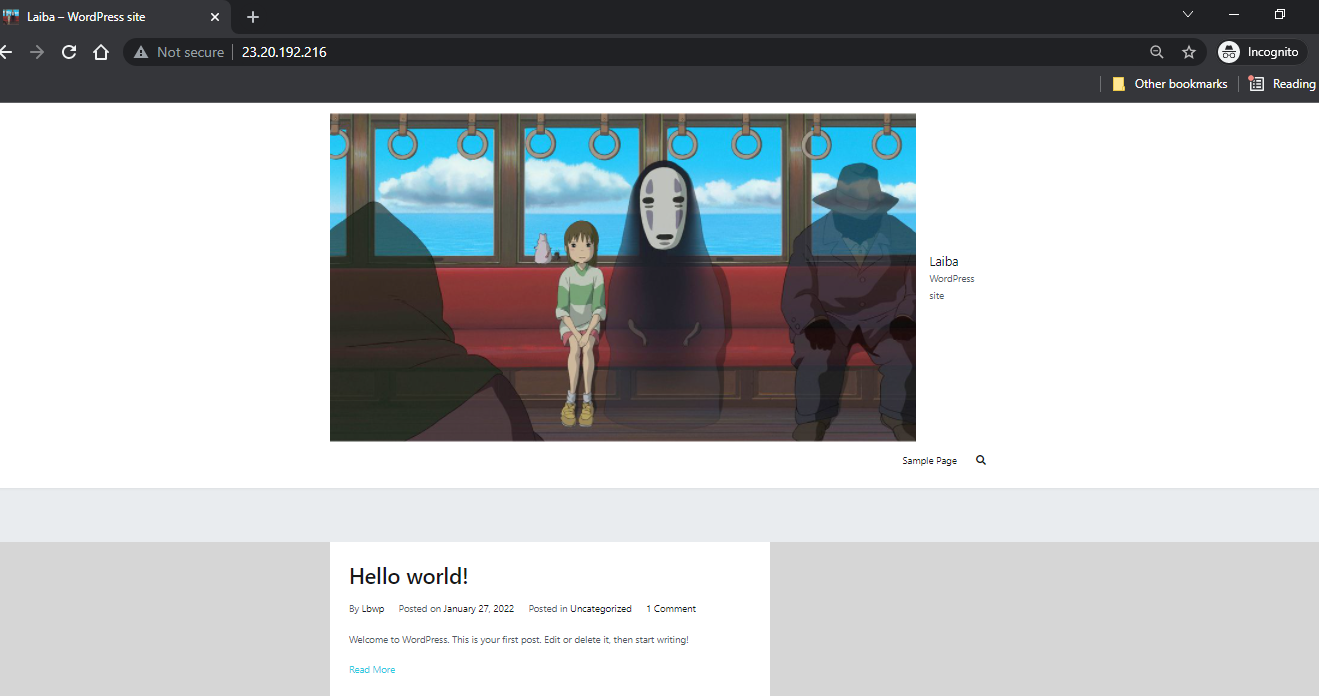 Laiba – WordPress site
Not secure 23.20.192.216
Incognito
Other bookmarks
Reading
Laiba
WordPress
site
Sample Page
Hello world!
By Lbwp Posted on January 27, 2022 Posted in Uncategorized 1 Comment
Welcome to WordPress. This is your first post. Edit or delete it, then start writing!
Read More